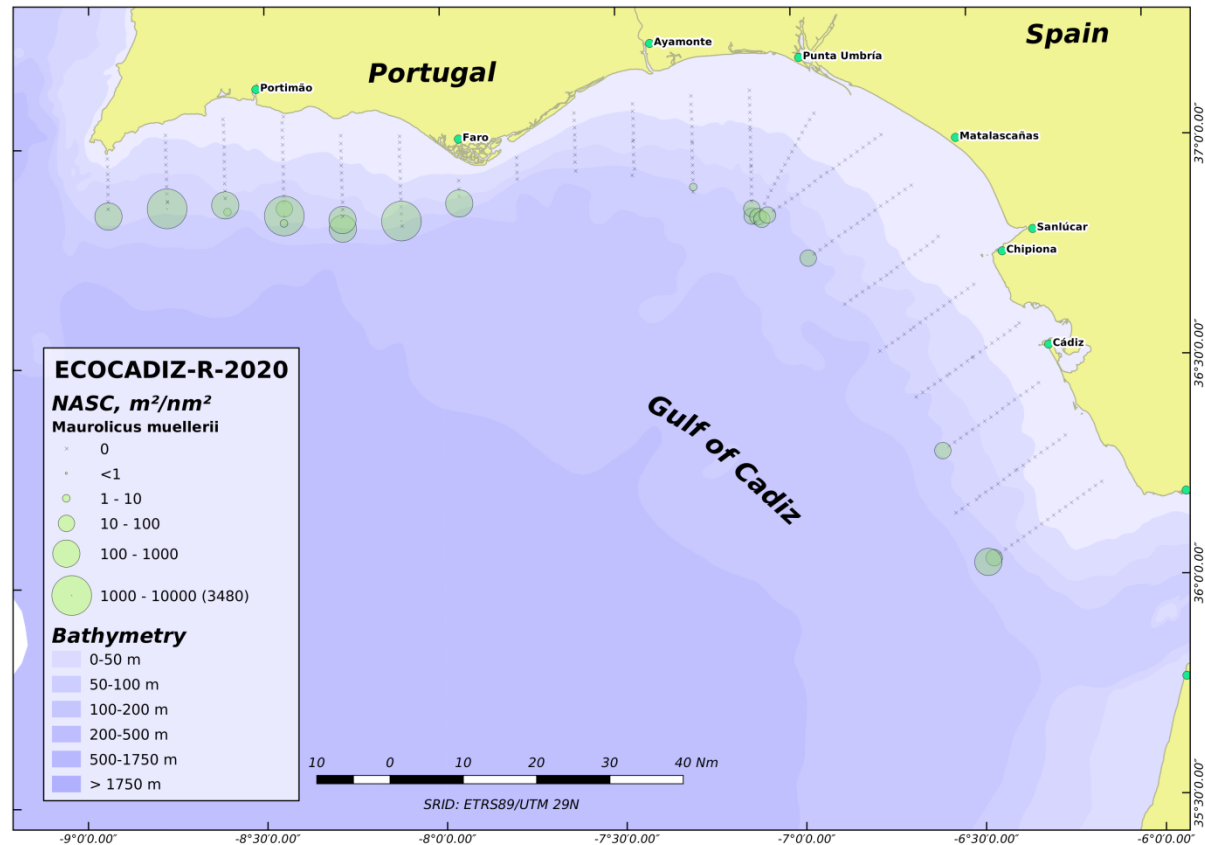 Spain
Portugal
Ayamonte
Punta Umbría
Portimão
Faro
Matalascañas
Sanlúcar
Chipiona
Cádiz
Gulf of Cadiz
ECOCADIZ-R-2020
NASC, m²/nm²
Maurolicus muellerii
0
<1
1 - 10
10 - 100
100 - 1000
1000 - 10000 (3480)
Bathymetry
0-50 m
50-100 m
100-200 m
200-500 m
500-1750 m
> 1750 m
10 0 10 20 30 40 Nm
SRID: ETRS89/UTM 29N
37°0'0.00"
36°30'0.00"
36°0'0.00"
35°30'0.00"
-9°0'0.00" -8°30'0.00" -8°0'0.00" -7°30'0.00" -7°0'0.00" -6°30'0.00" -6°0'0.00"